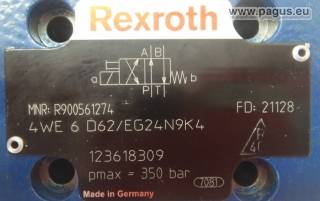 www.pagus.eu
Rexroth
A B
a b
P T
MNR: R900561274 FD: 21128
4WE 6 D62/EG24N9K4
123618309
pmax = 350 bar
7081
Made in Germany